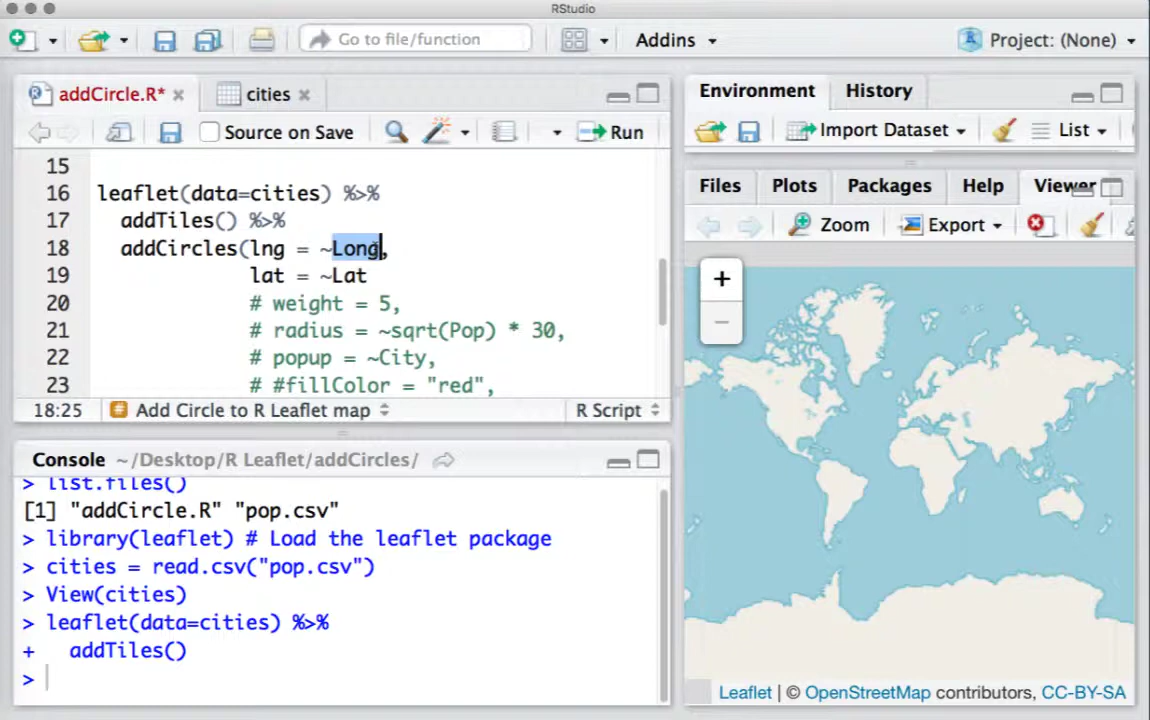 RStudio
Go to file/function
Addins
Project: (None)
addCircle.R*
cities
Source on Save
Run
15
16 leaflet(data=cities) %>%
17 addTiles() %>%
18 addCircles(lng = ~Long,
19 lat = ~Lat
20 # weight = 5,
21 # radius = ~sqrt(Pop) * 30,
22 # popup = ~City,
23 # #fillColor = "red",
18:25 # Add Circle to R Leaflet map R Script
Console ~/Desktop/R Leaflet/addCircles/
> list.files()
[1] "addCircle.R" "pop.csv"
> library(leaflet) # Load the leaflet package
> cities = read.csv("pop.csv")
> View(cities)
> leaflet(data=cities) %>%
+ addTiles()
>
Environment History
Import Dataset List
Files Plots Packages Help Viewer
Zoom Export
+
−
Leaflet | © OpenStreetMap contributors, CC-BY-SA